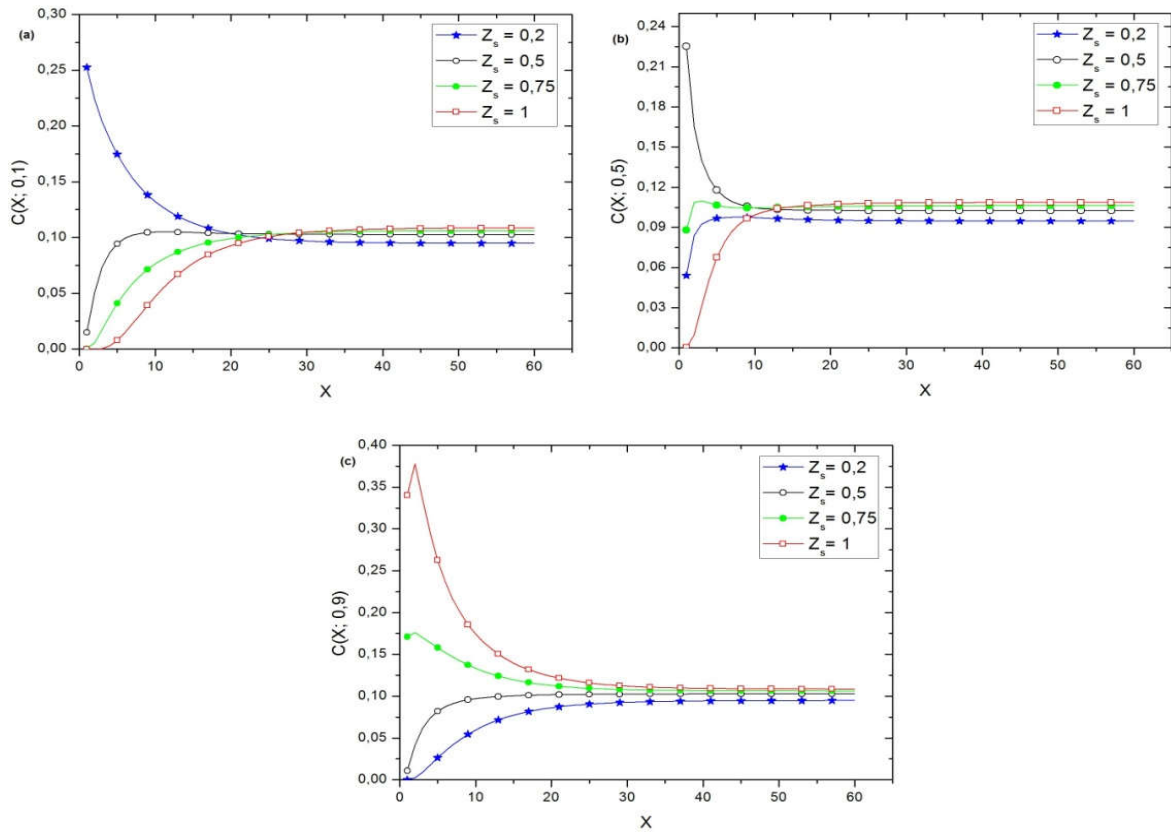 (a)
0,30
0,25
0,20
0,15
0,10
0,05
0,00
C(X; 0,1)
0 10 20 30 40 50 60
X
Z_s = 0,2
Z_s = 0,5
Z_s = 0,75
Z_s = 1
(b)
0,24
0,21
0,18
0,15
0,12
0,09
0,06
0,03
0,00
C(X; 0,5)
0 10 20 30 40 50 60
X
Z_s = 0,2
Z_s = 0,5
Z_s = 0,75
Z_s = 1
(c)
0,40
0,35
0,30
0,25
0,20
0,15
0,10
0,05
0,00
C(X; 0,9)
0 10 20 30 40 50 60
X
Z_s = 0,2
Z_s = 0,5
Z_s = 0,75
Z_s = 1